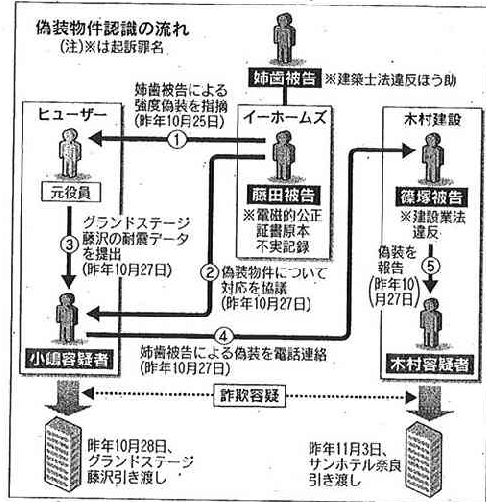 偽装物件認識の流れ
(注)※は起訴罪名
姉歯被告
※建築士法違反ほう助
姉歯被告による
強度偽装を指摘
(昨年10月25日)
①
ヒューザー
元役員
イーホームズ
藤田被告
※電磁的公正
証書原本
不実記録
木村建設
篠塚被告
※建設業法
違反
③
グランドステージ
藤沢の耐震データ
を提出
(昨年10月27日)
②
偽装物件について
対応を協議
(昨年10月27日)
偽装を
報告
(昨年10
月27日)
⑤
④
姉歯被告による偽装を電話連絡
(昨年10月27日)
小嶋容疑者
木村容疑者
詐欺容疑
昨年10月28日、
グランドステージ
藤沢引き渡し
昨年11月3日、
サンホテル奈良
引き渡し